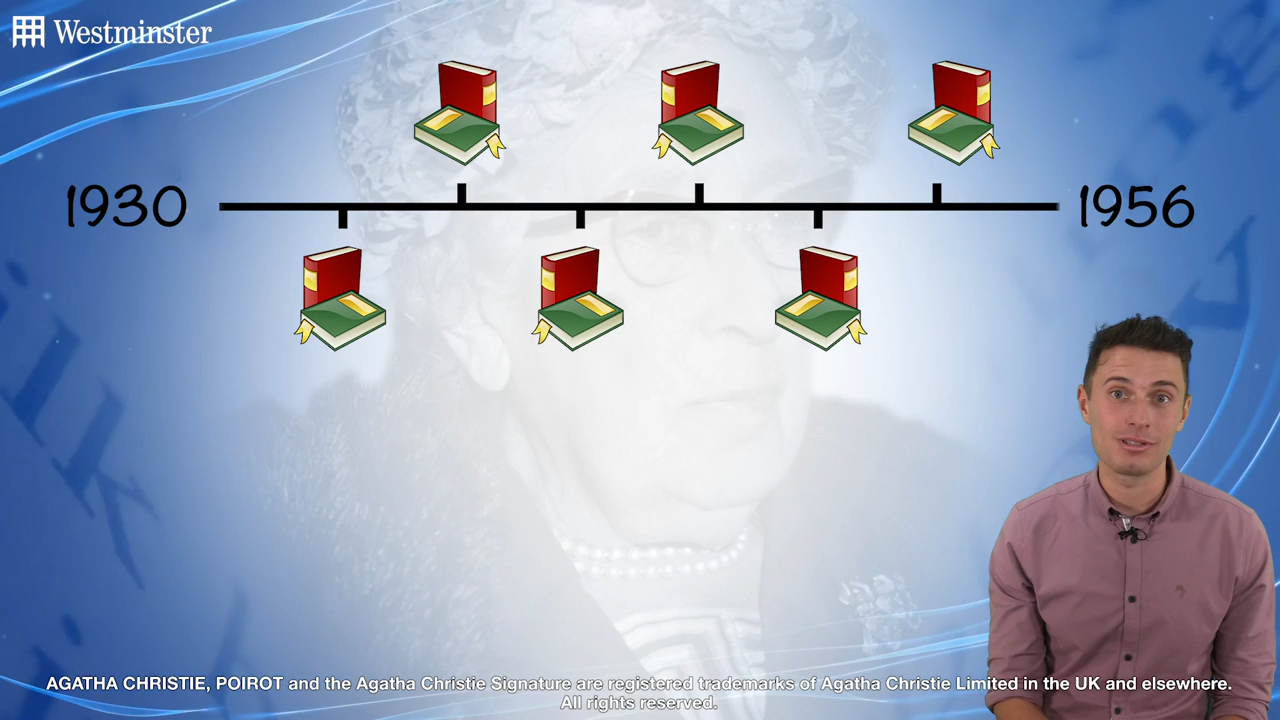 Westminster
1930
1956
AGATHA CHRISTIE, POIROT and the Agatha Christie Signature are registered trademarks of Agatha Christie Limited in the UK and elsewhere.
All rights reserved.